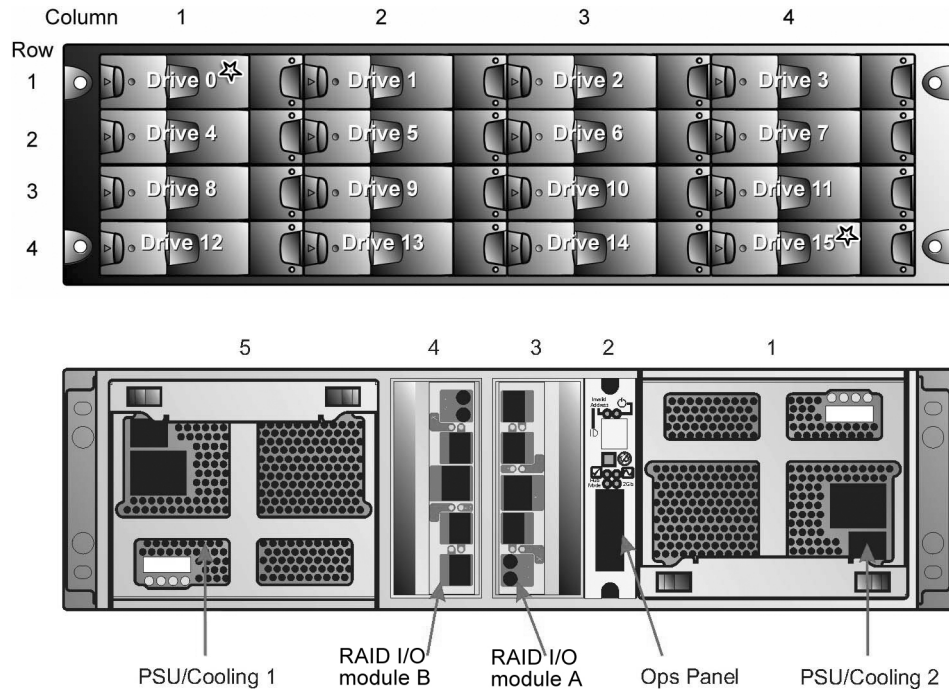 Column 1 2 3 4
Row
1 Drive 0 Drive 1 Drive 2 Drive 3
2 Drive 4 Drive 5 Drive 6 Drive 7
3 Drive 8 Drive 9 Drive 10 Drive 11
4 Drive 12 Drive 13 Drive 14 Drive 15
5 4 3 2 1
Invalid
Address
ID
Hub
Mode
2Gb
PSU/Cooling 1
RAID I/O
module B
RAID I/O
module A
Ops Panel
PSU/Cooling 2